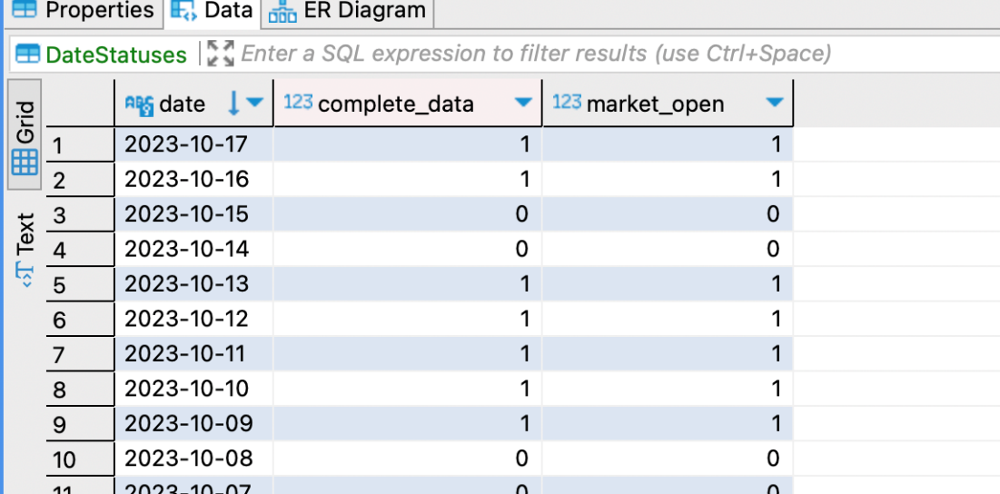 Properties Data ER Diagram
DateStatuses Enter a SQL expression to filter results (use Ctrl+Space)
Grid
Text
ABC date 123 complete_data 123 market_open
1 2023-10-17 1 1
2 2023-10-16 1 1
3 2023-10-15 0 0
4 2023-10-14 0 0
5 2023-10-13 1 1
6 2023-10-12 1 1
7 2023-10-11 1 1
8 2023-10-10 1 1
9 2023-10-09 1 1
10 2023-10-08 0 0
11 2023-10-07 0 0